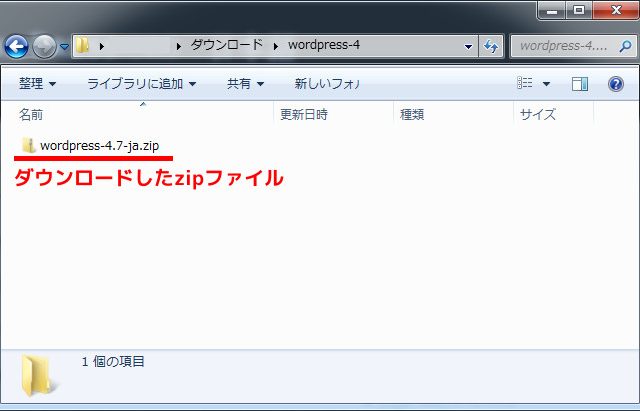 ダウンロード wordpress-4 wordpress-4....
整理 ライブラリに追加 共有 新しいフォル
名前 更新日時 種類 サイズ
wordpress-4.7-ja.zip
ダウンロードしたzipファイル
1 個の項目